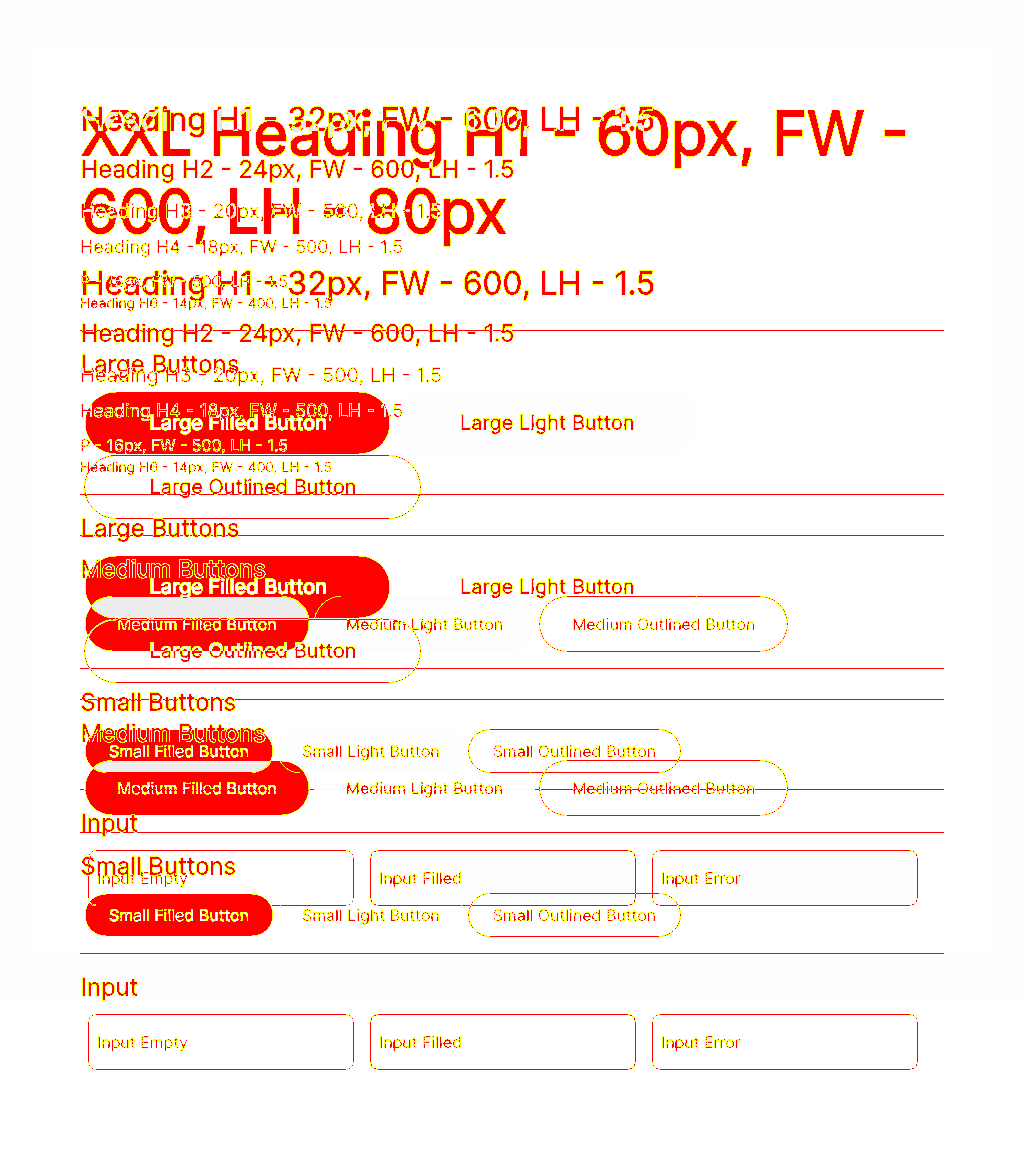 Heading H1 - 32px, FW - 600, LH - 1.5
XXL Heading H1 - 60px, FW -
Heading H2 - 24px, FW - 600, LH - 1.5
600, LH - 80px
Heading H3 - 20px, FW - 500, LH - 1.5
Heading H4 - 18px, FW - 500, LH - 1.5
P - 16px, FW - 500, LH - 1.5
Heading H1 - 32px, FW - 600, LH - 1.5
Heading H6 - 14px, FW - 400, LH - 1.5
Heading H2 - 24px, FW - 600, LH - 1.5
Large Buttons
Heading H3 - 20px, FW - 500, LH - 1.5
Heading H4 - 18px, FW - 500, LH - 1.5
Large Filled Button Large Light Button
P - 16px, FW - 500, LH - 1.5
Heading H6 - 14px, FW - 400, LH - 1.5
Large Outlined Button
Large Buttons
Medium Buttons
Large Filled Button Large Light Button
Medium Filled Button Medium Light Button Medium Outlined Button
Large Outlined Button
Small Buttons
Medium Buttons
Small Filled Button Small Light Button Small Outlined Button
Medium Filled Button Medium Light Button Medium Outlined Button
Input
Small Buttons
Input Empty Input Filled Input Error
Small Filled Button Small Light Button Small Outlined Button
Input
Input Empty Input Filled Input Error